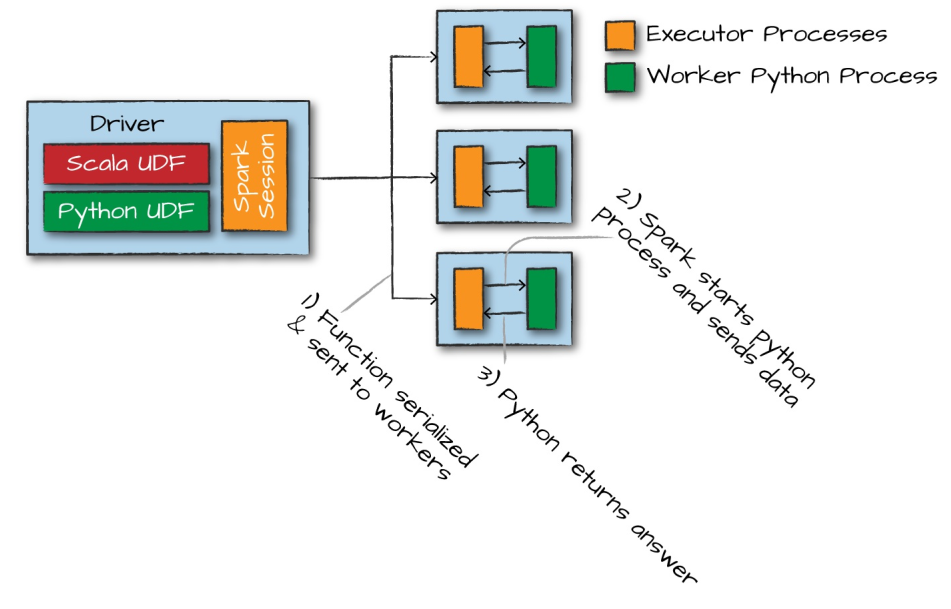 Executor Processes
Worker Python Process
Driver
Scala UDF
Python UDF
Spark
Session
1) Function serialized
& sent to workers
2) Spark starts Python
Process and sends data
3) Python returns answer